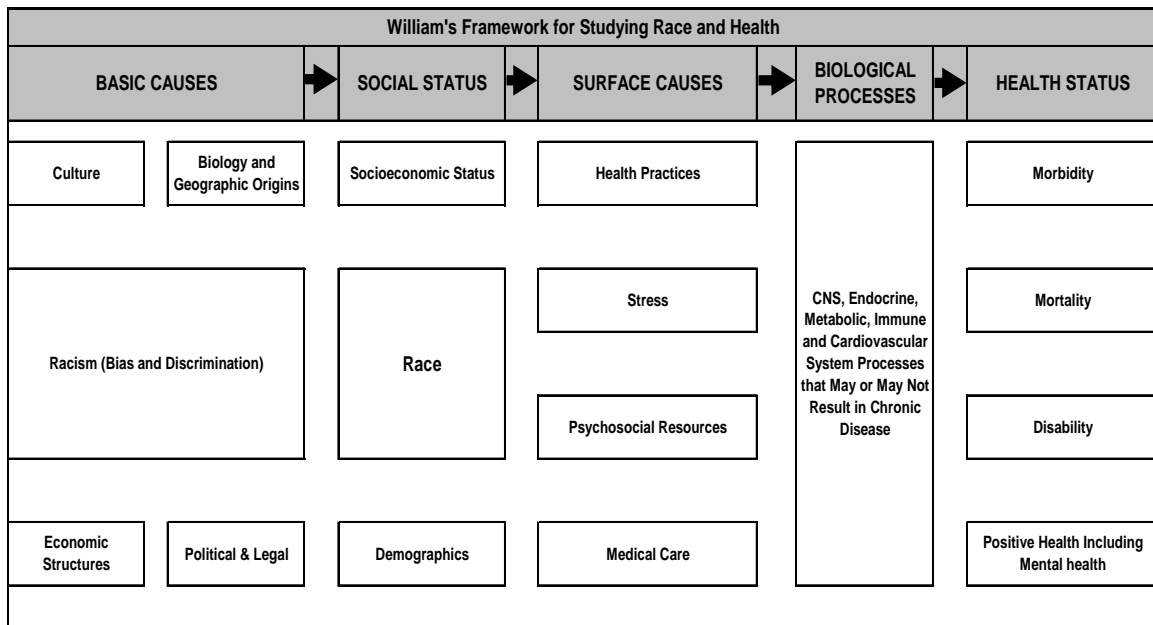 William's Framework for Studying Race and Health
BASIC CAUSES
SOCIAL STATUS
SURFACE CAUSES
BIOLOGICAL
PROCESSES
HEALTH STATUS
Culture
Biology and
Geographic Origins
Socioeconomic Status
Health Practices
Morbidity
Racism (Bias and Discrimination)
Race
Stress
CNS, Endocrine,
Metabolic, Immune
and Cardiovascular
System Processes
that May or May Not
Result in Chronic
Disease
Mortality
Psychosocial Resources
Disability
Economic
Structures
Political & Legal
Demographics
Medical Care
Positive Health Including
Mental health